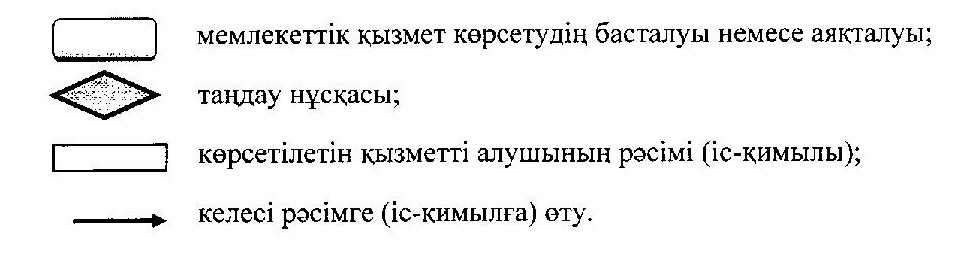 мемлекеттік қызмет көрсетудің басталуы немесе аяқталуы;
таңдау нұсқасы;
көрсетілетін қызметті алушының рәсімі (іс-қимылы);
келесі рәсімге (іс-қимылға) өту.